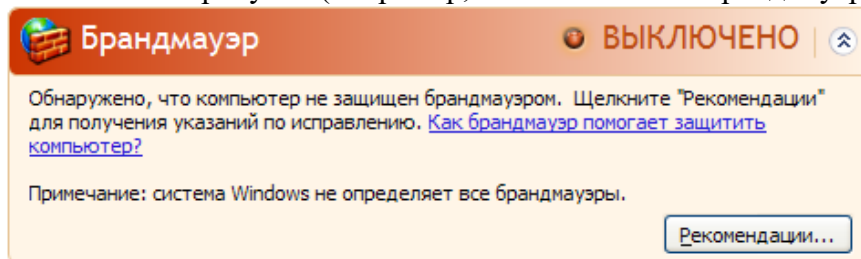 Брандмауэр ВЫКЛЮЧЕНО
Обнаружено, что компьютер не защищен брандмауэром. Щелкните "Рекомендации"
для получения указаний по исправлению. Как брандмауэр помогает защитить
компьютер?
Примечание: система Windows не определяет все брандмауэры.
Рекомендации...